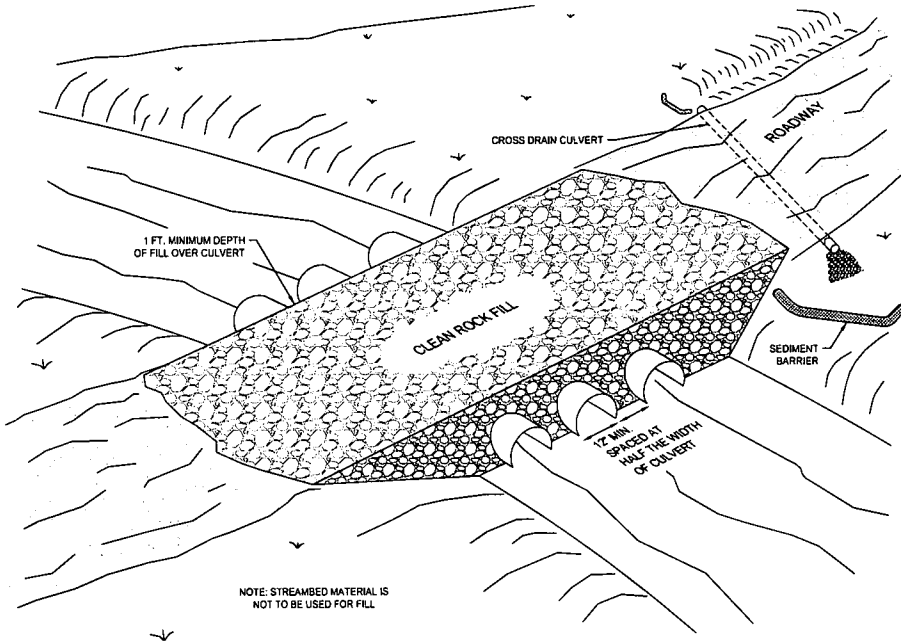 CROSS DRAIN CULVERT
ROADWAY
1 FT. MINIMUM DEPTH
OF FILL OVER CULVERT
CLEAN ROCK FILL
SEDIMENT
BARRIER
12" MIN.
SPACED AT
HALF THE WIDTH
OF CULVERT
NOTE: STREAMBED MATERIAL IS
NOT TO BE USED FOR FILL